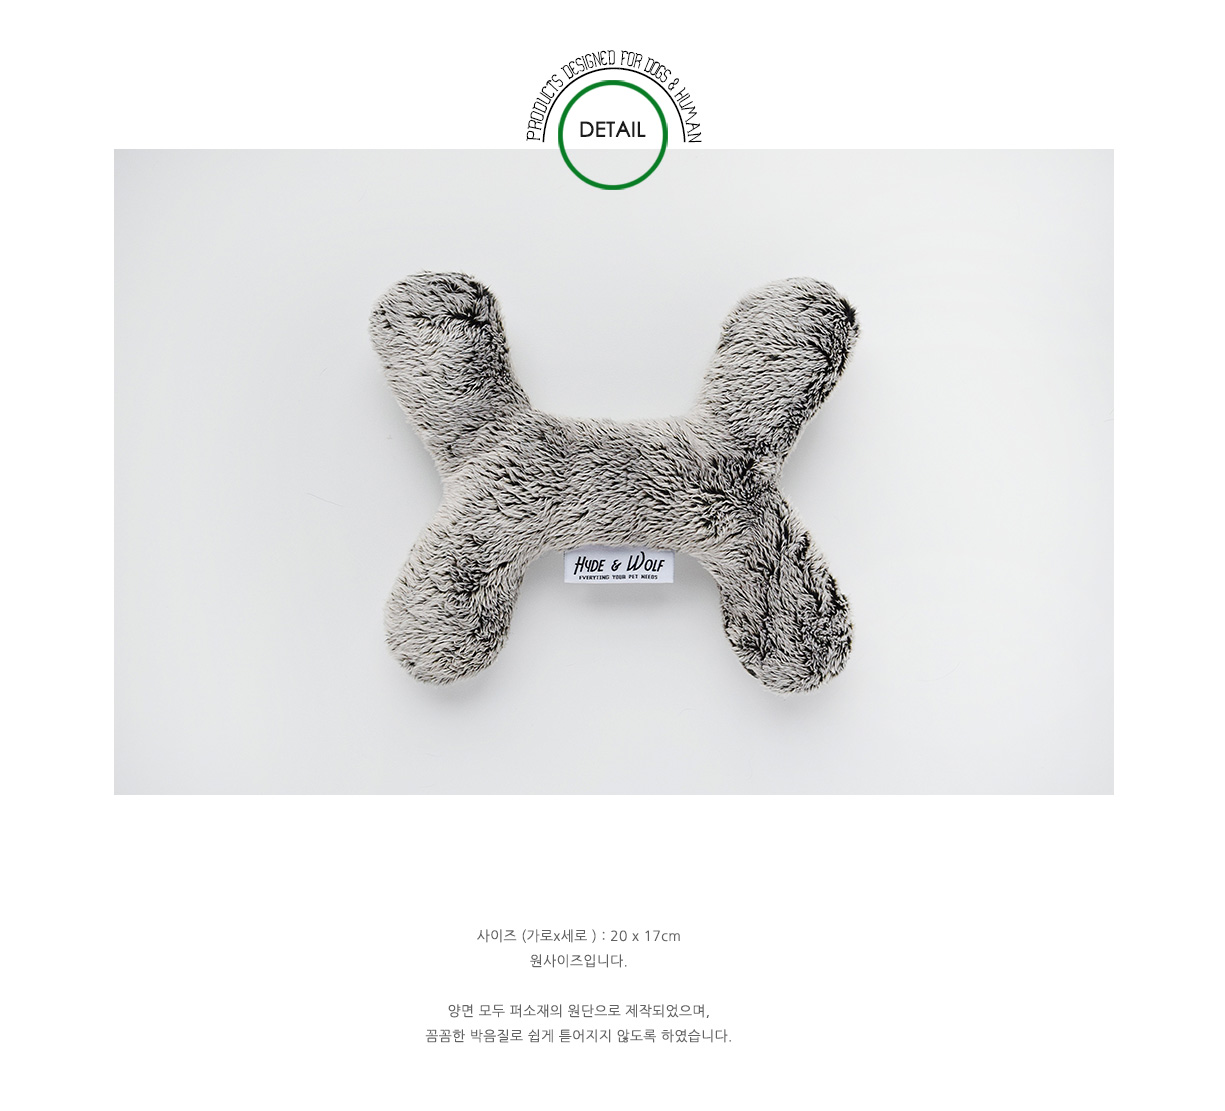 PRODUCTS DESIGNED FOR DOGS & HUMAN
DETAIL
HYDE & WOLF
EVERYTING YOUR PET NEEDS
사이즈 (가로x세로 ) : 20 x 17cm
원사이즈입니다.
양면 모두 퍼소재의 원단으로 제작되었으며,
꼼꼼한 박음질로 쉽게 튿어지지 않도록 하였습니다.